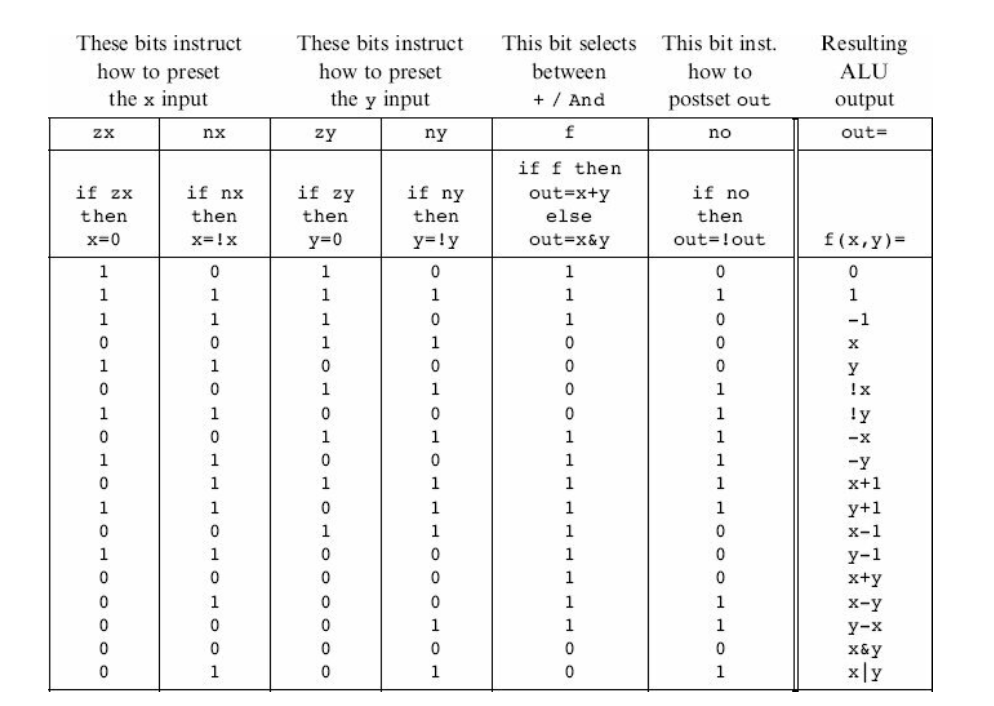 These bits instruct These bits instruct This bit selects This bit inst. Resulting
how to preset how to preset between how to ALU
the x input the y input + / And postset out output
zx nx zy ny f no out=
if f then
if zx if nx if zy if ny out=x+y if no
then then then then else then
x=0 x=!x y=0 y=!y out=x&y out=!out f(x,y)=
1 0 1 0 1 0 0
1 1 1 1 1 1 1
1 1 1 0 1 0 -1
0 0 1 1 0 0 x
1 1 0 0 0 0 y
0 0 1 1 0 1 !x
1 1 0 0 0 1 !y
0 0 1 1 1 1 -x
1 1 0 0 1 1 -y
0 1 1 1 1 1 x+1
1 1 0 1 1 1 y+1
0 0 1 1 1 0 x-1
1 1 0 0 1 0 y-1
0 0 0 0 1 0 x+y
0 1 0 0 1 1 x-y
0 0 0 1 1 1 y-x
0 0 0 0 0 0 x&y
0 1 0 1 0 1 x|y